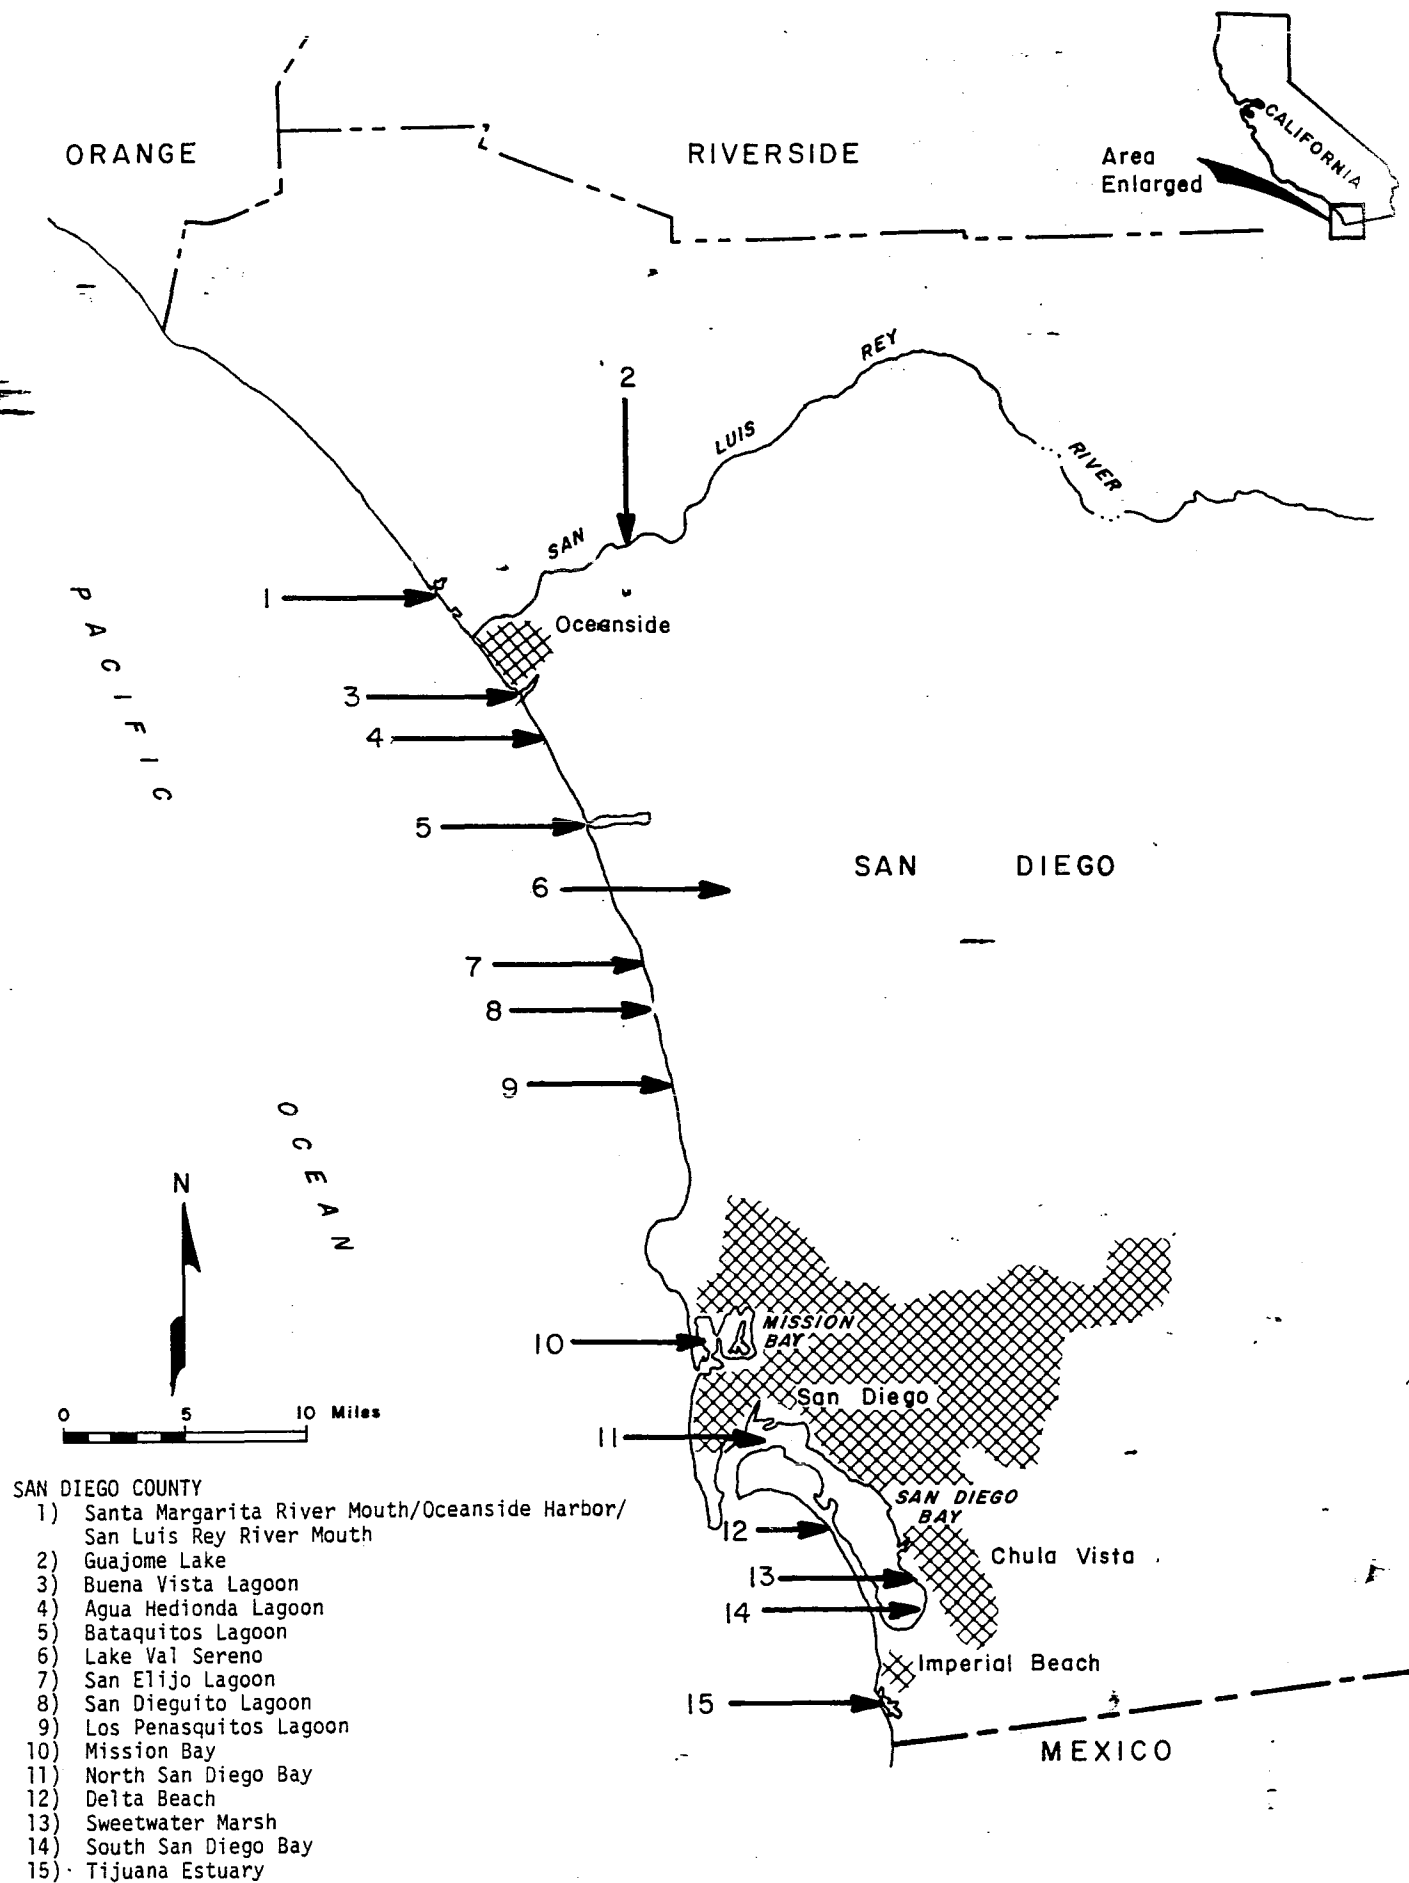 ORANGE
RIVERSIDE
Area
Enlarged
CALIFORNIA
2
SAN LUIS REY RIVER
1
Oceanside
3
4
5
6
SAN DIEGO
7
8
9
PACIFIC
OCEAN
N
MISSION
BAY
10
San Diego
0 5 10 Miles
11
SAN DIEGO
BAY
12
Chula Vista
13
14
Imperial Beach
15
MEXICO
SAN DIEGO COUNTY
1) Santa Margarita River Mouth/Oceanside Harbor/
San Luis Rey River Mouth
2) Guajome Lake
3) Buena Vista Lagoon
4) Agua Hedionda Lagoon
5) Bataquitos Lagoon
6) Lake Val Sereno
7) San Elijo Lagoon
8) San Dieguito Lagoon
9) Los Penasquitos Lagoon
10) Mission Bay
11) North San Diego Bay
12) Delta Beach
13) Sweetwater Marsh
14) South San Diego Bay
15) Tijuana Estuary